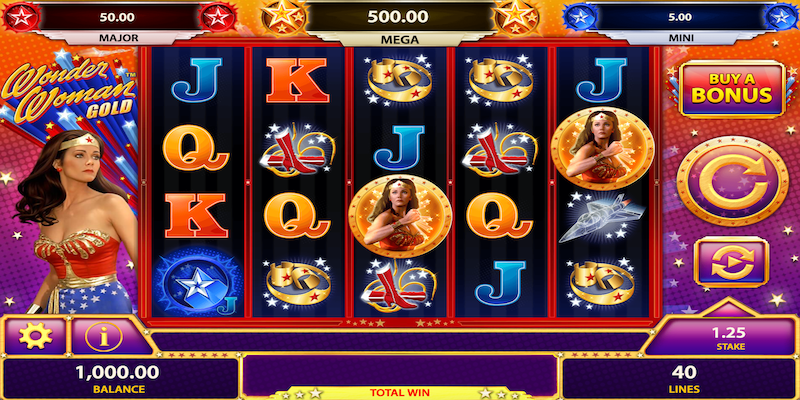 50.00
500.00
5.00
MAJOR
MEGA
MINI
Wonder
Woman™
GOLD
BUY A
BONUS
J
K
J
Q
J
K
Q
Q
J
J
i
1.25
STAKE
1,000.00
BALANCE
40
LINES
TOTAL WIN